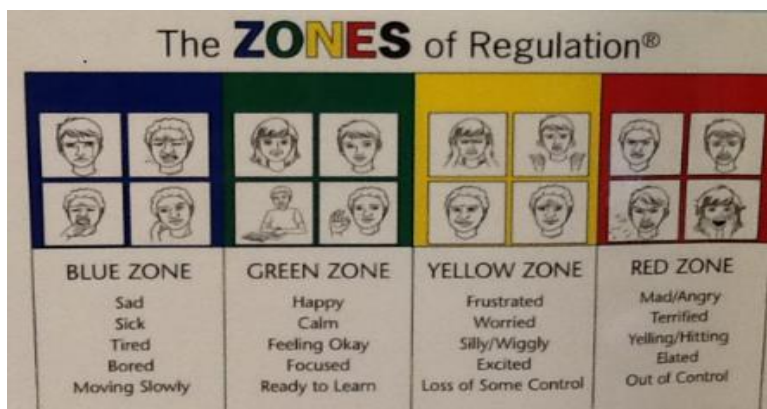 The ZONES of Regulation®
BLUE ZONE
Sad
Sick
Tired
Bored
Moving Slowly
GREEN ZONE
Happy
Calm
Feeling Okay
Focused
Ready to Learn
YELLOW ZONE
Frustrated
Worried
Silly/Wiggly
Excited
Loss of Some Control
RED ZONE
Mad/Angry
Terrified
Yelling/Hitting
Elated
Out of Control